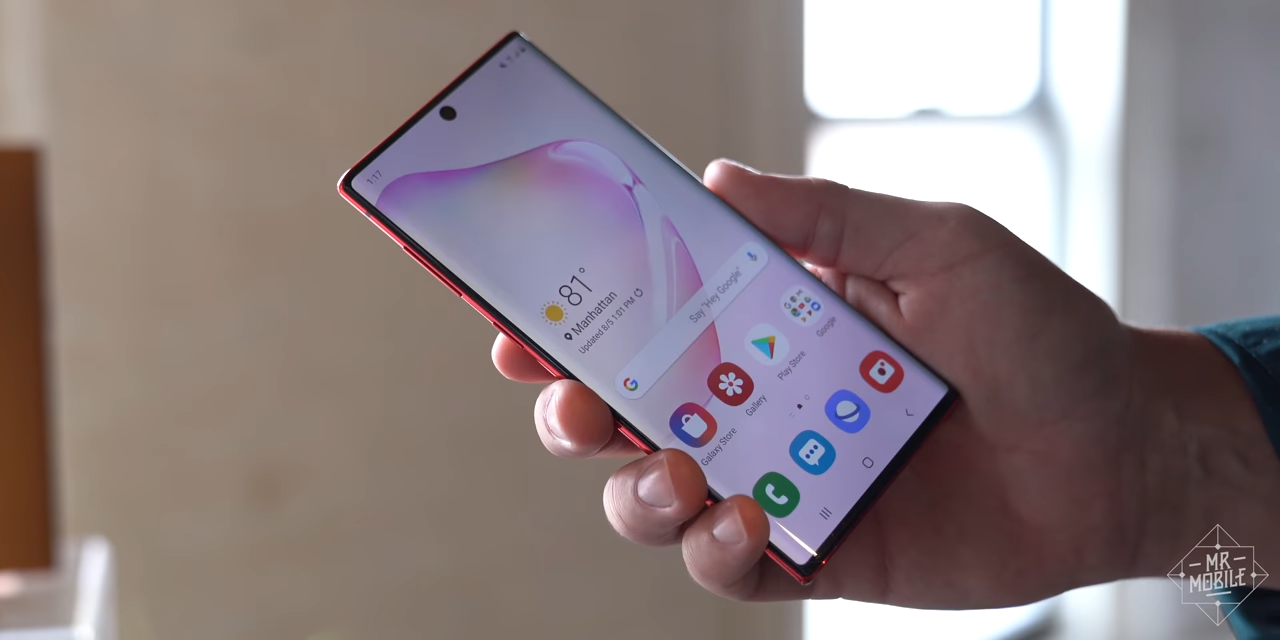 1:17
81°
Manhattan
Updated 8/5 1:01 PM
Say "Hey Google"
Galaxy Store
Gallery
Play Store
Google
MR
MOBILE